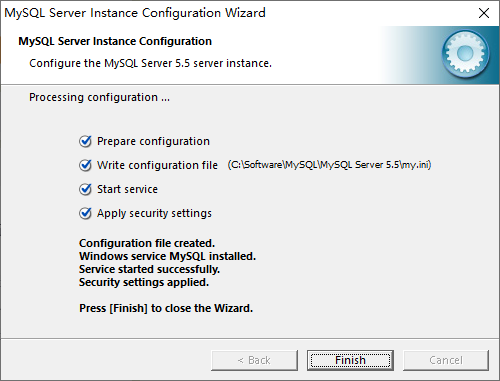 MySQL Server Instance Configuration Wizard
MySQL Server Instance Configuration
Configure the MySQL Server 5.5 server instance.
Processing configuration ...
Prepare configuration
Write configuration file (C:\Software\MySQL\MySQL Server 5.5\my.ini)
Start service
Apply security settings
Configuration file created.
Windows service MySQL installed.
Service started successfully.
Security settings applied.
Press [Finish] to close the Wizard.
< Back Finish Cancel